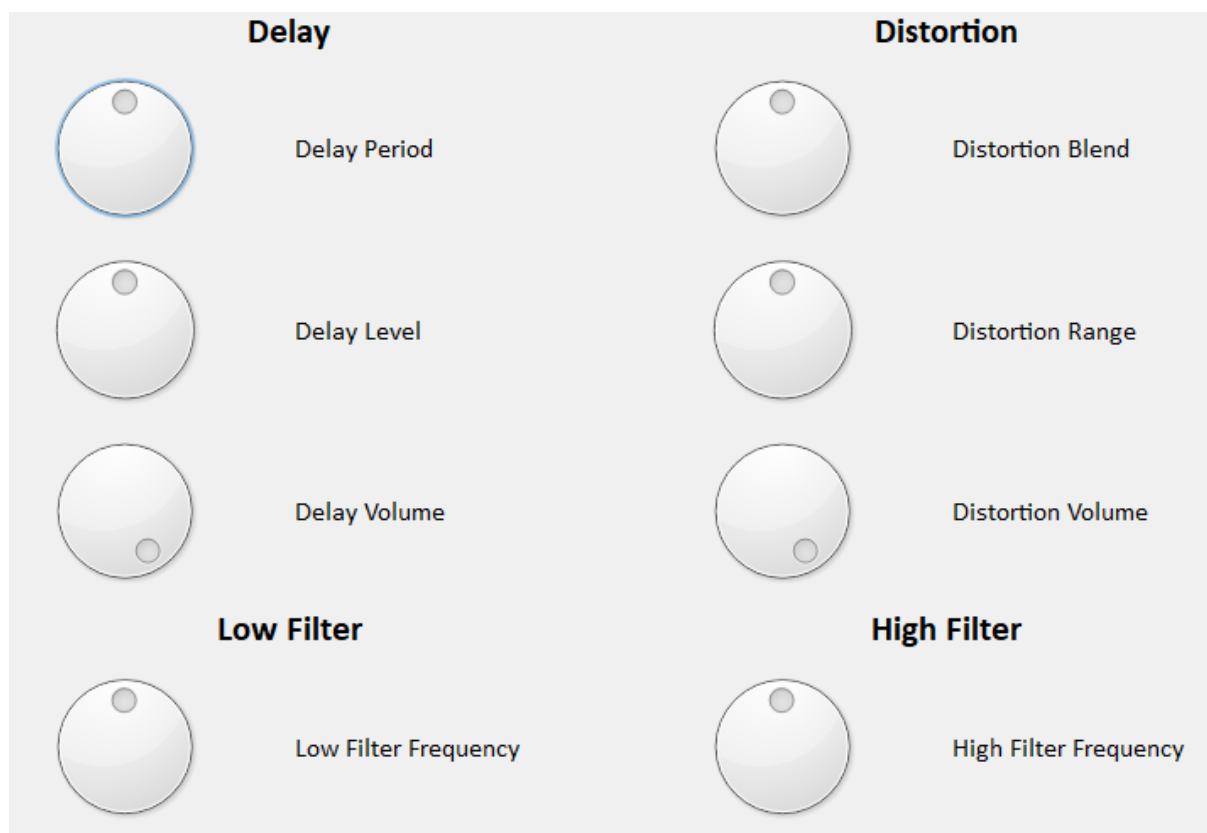 Delay
Distortion
Delay Period
Distortion Blend
Delay Level
Distortion Range
Delay Volume
Distortion Volume
Low Filter
High Filter
Low Filter Frequency
High Filter Frequency